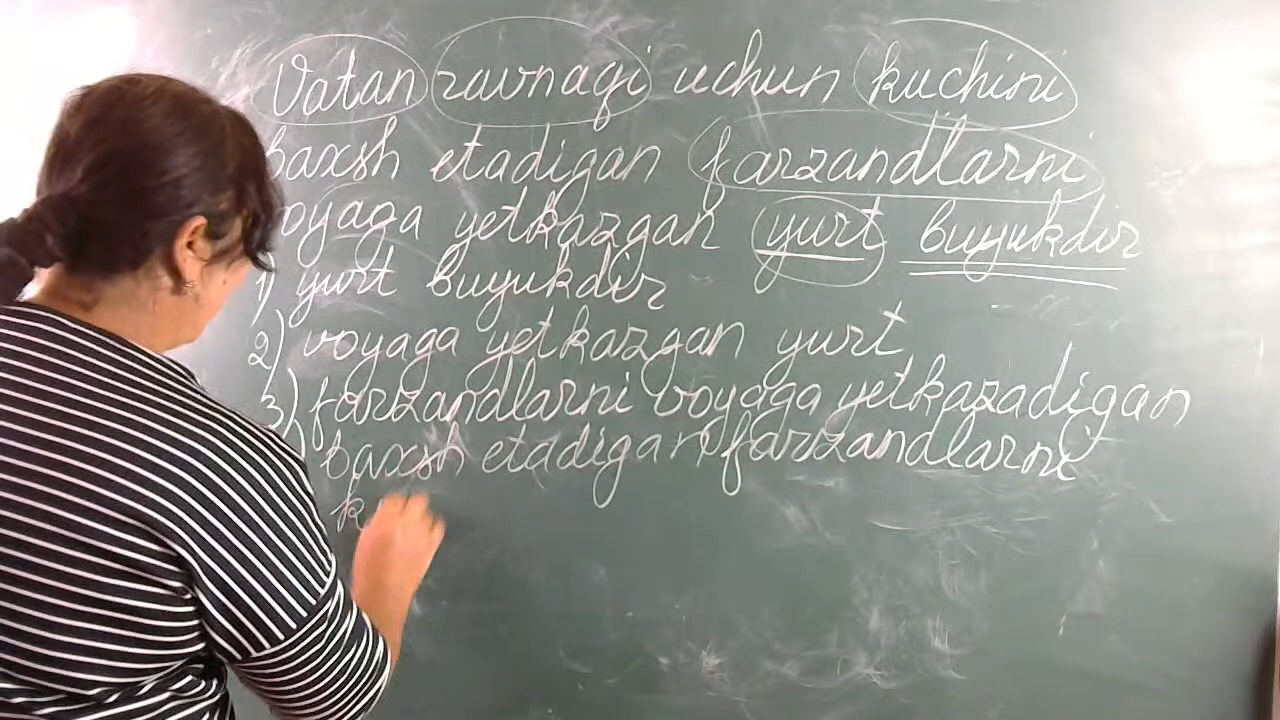 Vatan ravnaqi uchun kuchini
baxsh etadigan farzandlarni
voyaga yetkazgan yurt buyukdir
1) yurt buyukdir
2) voyaga yetkazgan yurt
3) farzandlarni voyaga yetkazadigan
baxsh etadigan farzandlarni
k